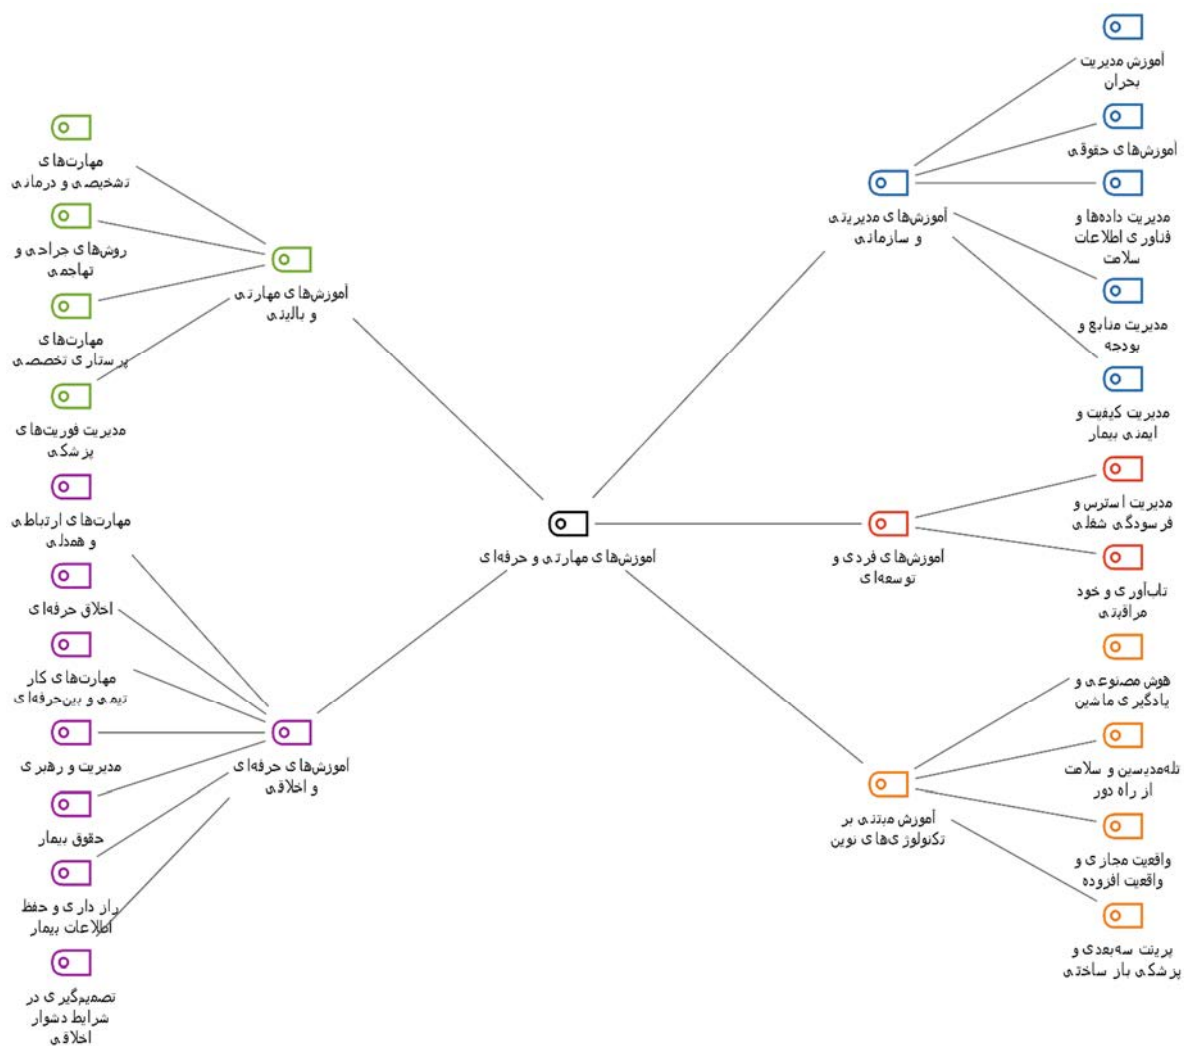 آموزش مدیریت
بحران
آموزش‌های حقوقی
مدیریت داده‌ها و
فناوری اطلاعات
سلامت
مدیریت منابع و
بودجه
مدیریت کیفیت و
ایمنی بیمار
آموزش‌های مدیریتی
و سازمانی
مدیریت استرس و
فرسودگی شغلی
تاب‌آوری و خود
مراقبتی
آموزش‌های فردی و
توسعه‌ای
هوش مصنوعی و
یادگیری ماشین
تله‌مدیسین و سلامت
از راه دور
واقعیت مجازی و
واقعیت افزوده
پرینت سه‌بعدی و
پزشکی باز ساختی
آموزش مبتنی بر
تکنولوژی‌های نوین
آموزش‌های مهارتی و حرفه‌ای
آموزش‌های مهارتی
و بالینی
مهارت‌های
تشخیصی و درمانی
روش‌های جراحی و
تهاجمی
مهارت‌های
پرستاری تخصصی
مدیریت فوریت‌های
پزشکی
آموزش‌های حرفه‌ای
و اخلاقی
مهارت‌های ارتباطی
و همدلی
اخلاق حرفه‌ای
مهارت‌های کار
تیمی و بین‌حرفه‌ای
مدیریت و رهبری
حقوق بیمار
راز داری و حفظ
اطلاعات بیمار
تصمیم‌گیری در
شرایط دشوار
اخلاقی